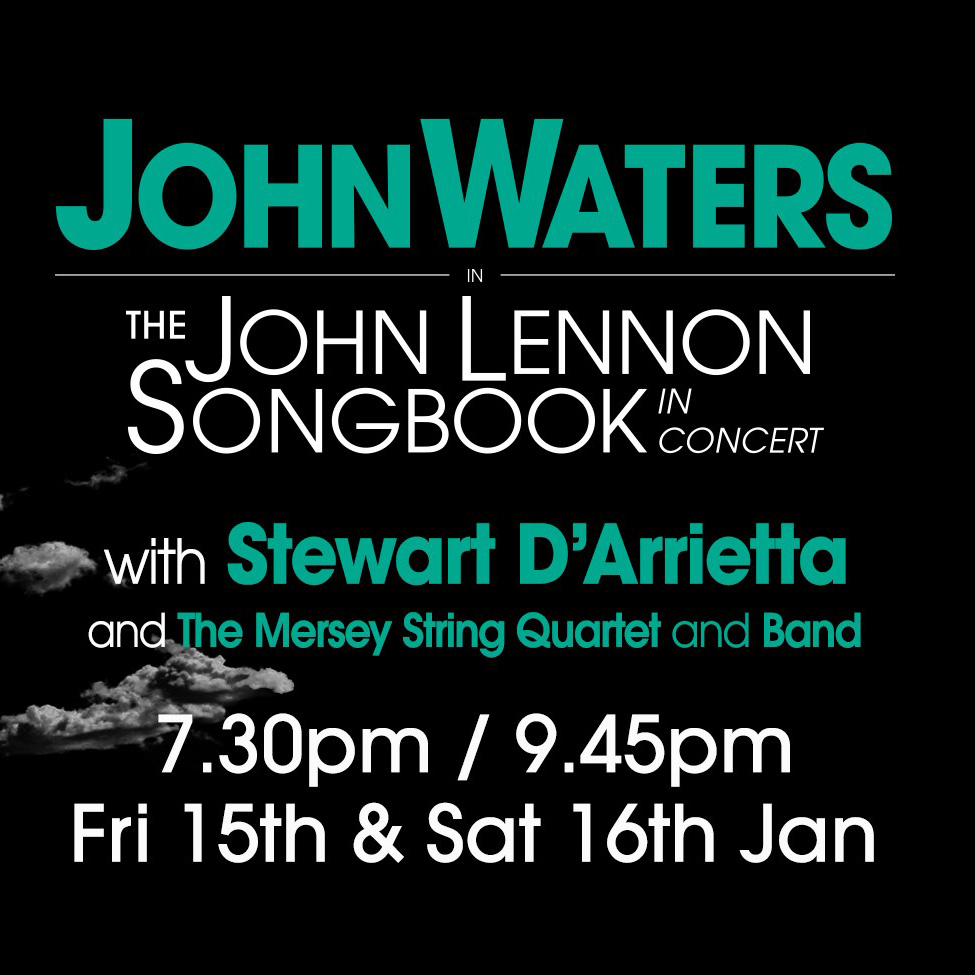 JOHN WATERS
IN
THE JOHN LENNON
SONGBOOK IN CONCERT
with Stewart D'Arrietta
and The Mersey String Quartet and Band
7.30pm / 9.45pm
Fri 15th & Sat 16th Jan